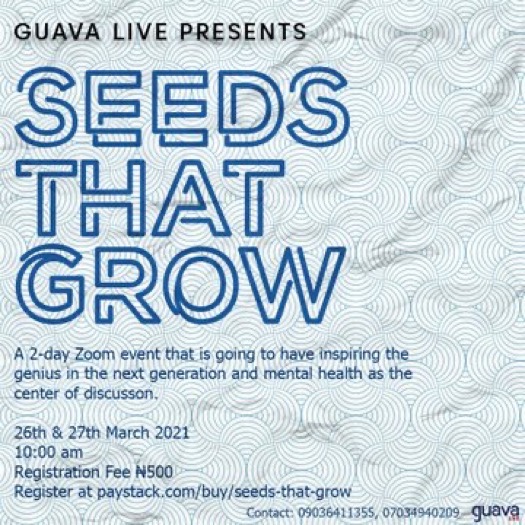 GUAVA LIVE PRESENTS
SEEDS
THAT
GROW
A 2-day Zoom event that is going to have inspiring the
genius in the next generation and mental health as the
center of discusson.
26th & 27th March 2021
10:00 am
Registration Fee ₦500
Register at paystack.com/buy/seeds-that-grow
Contact: 09036411355, 07034940209
guava